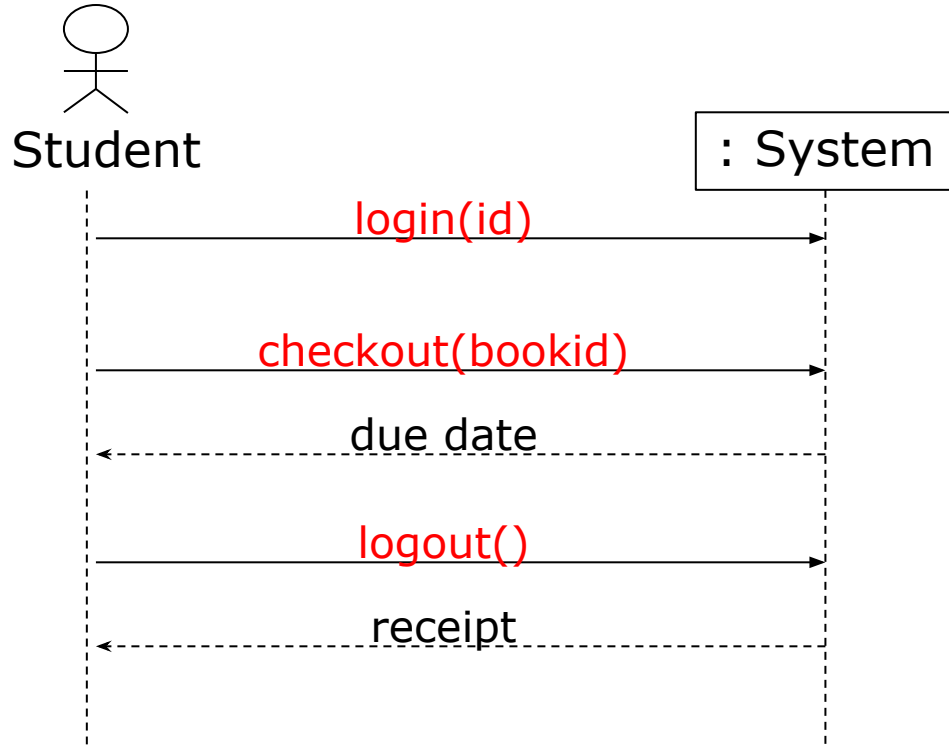 Student
: System
login(id)
checkout(bookid)
due date
logout()
receipt